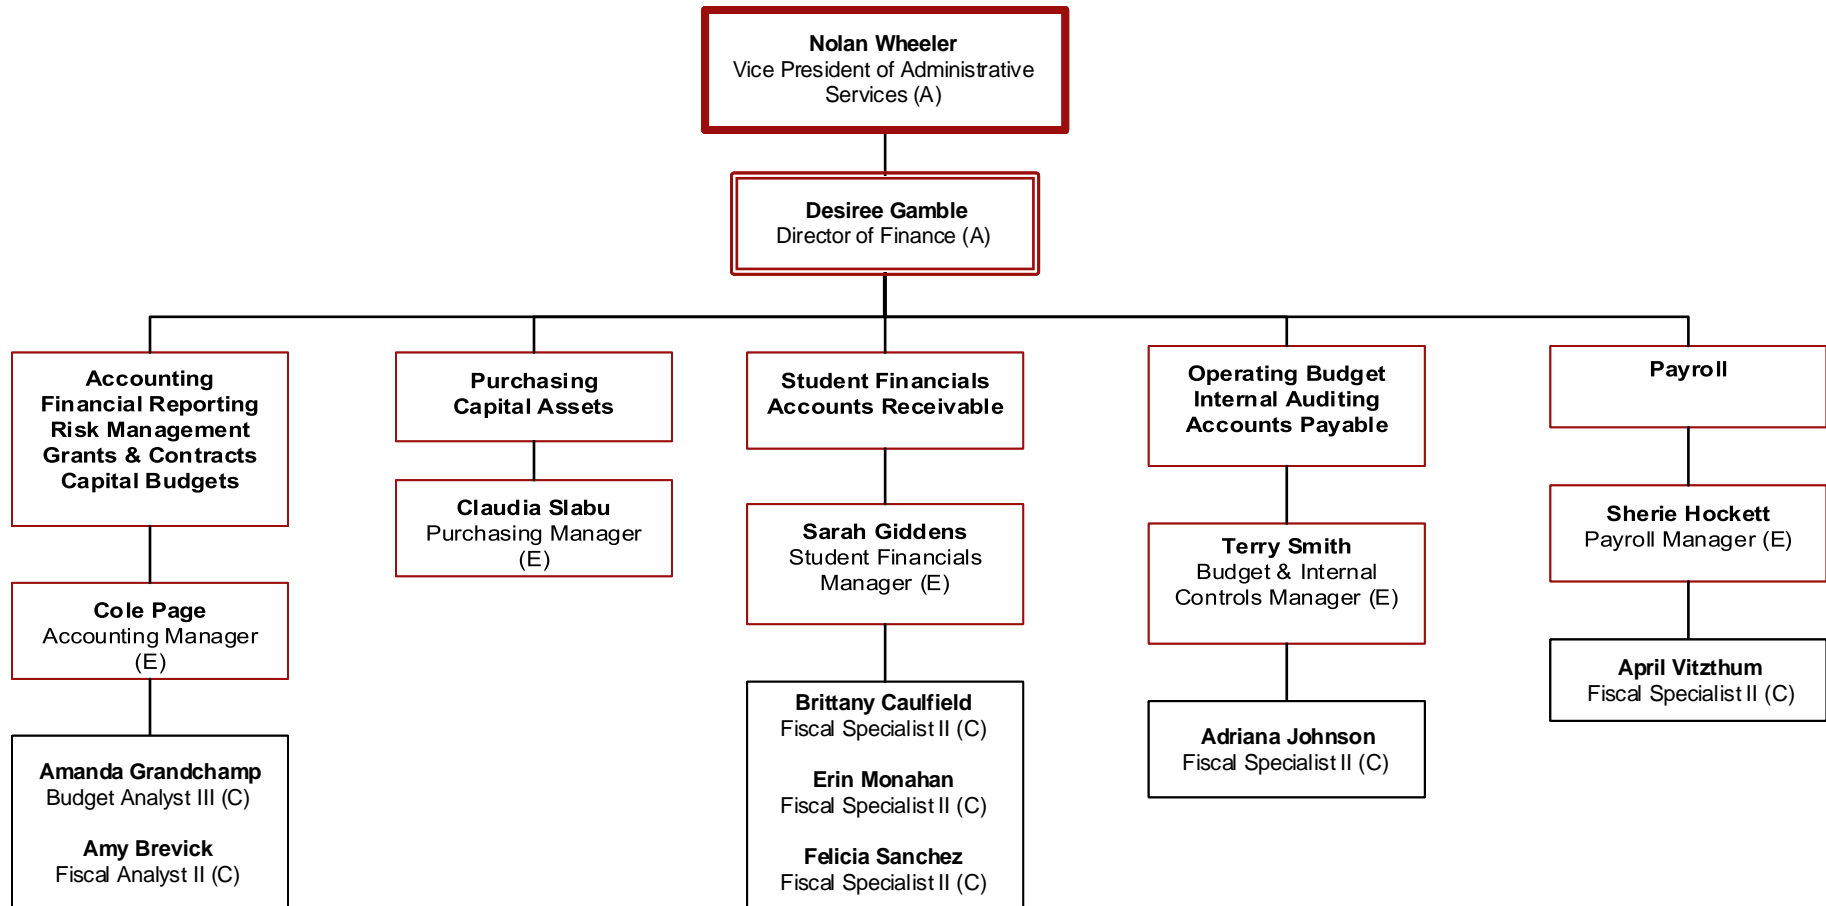 Nolan Wheeler
Vice President of Administrative
Services (A)
Desiree Gamble
Director of Finance (A)
Accounting
Financial Reporting
Risk Management
Grants & Contracts
Capital Budgets
Cole Page
Accounting Manager
(E)
Amanda Grandchamp
Budget Analyst III (C)
Amy Brevick
Fiscal Analyst II (C)
Purchasing
Capital Assets
Claudia Slabu
Purchasing Manager
(E)
Student Financials
Accounts Receivable
Sarah Giddens
Student Financials
Manager (E)
Brittany Caulfield
Fiscal Specialist II (C)
Erin Monahan
Fiscal Specialist II (C)
Felicia Sanchez
Fiscal Specialist II (C)
Operating Budget
Internal Auditing
Accounts Payable
Terry Smith
Budget & Internal
Controls Manager (E)
Adriana Johnson
Fiscal Specialist II (C)
Payroll
Sherie Hockett
Payroll Manager (E)
April Vitzthum
Fiscal Specialist II (C)